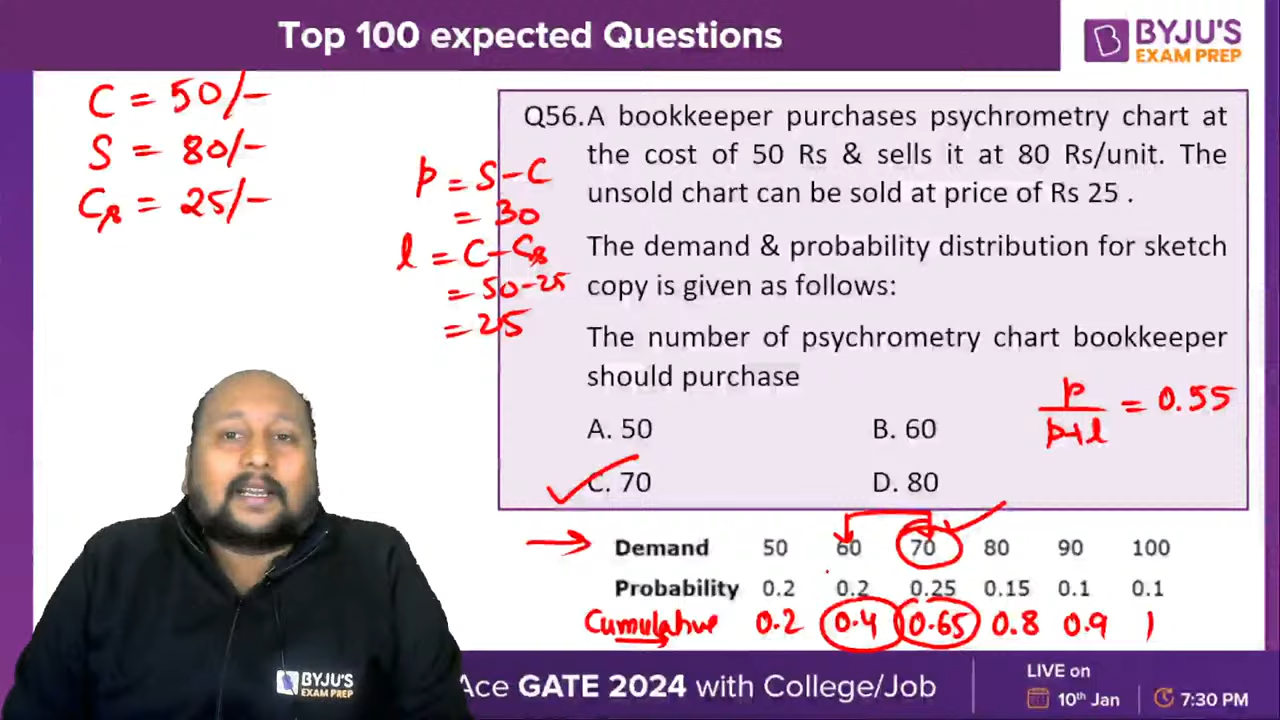 Top 100 expected Questions
BYJU'S
EXAM PREP
C = 50/-
S = 80/-
Cs = 25/-
p = S-C
= 30
l = C-Cs
= 50-25
= 25
Q56.A bookkeeper purchases psychrometry chart at
the cost of 50 Rs & sells it at 80 Rs/unit. The
unsold chart can be sold at price of Rs 25 .
The demand & probability distribution for sketch
copy is given as follows:
The number of psychrometry chart bookkeeper
should purchase
A. 50 B. 60
C. 70 D. 80
p/p+l = 0.55
Demand 50 60 70 80 90 100
Probability 0.2 0.2 0.25 0.15 0.1 0.1
Cumulative 0.2 0.4 0.65 0.8 0.9 1
BYJU'S
EXAM PREP
Ace GATE 2024 with College/Job
LIVE on
10th Jan 7:30 PM